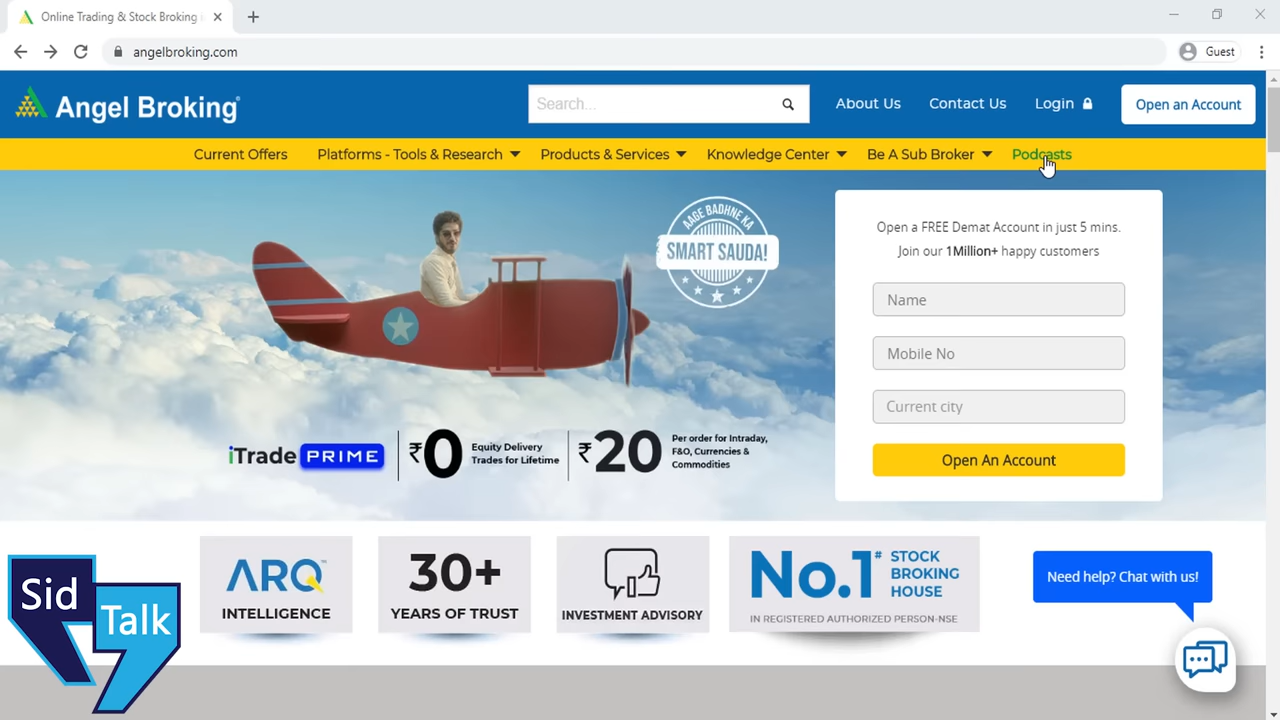 Online Trading & Stock Broking
angelbroking.com
Guest
Angel Broking
Search...
About Us
Contact Us
Login
Open an Account
Current Offers
Platforms - Tools & Research
Products & Services
Knowledge Center
Be A Sub Broker
Podcasts
AAGE BADHNE KA
SMART SAUDA!
Open a FREE Demat Account in just 5 mins.
Join our 1Million+ happy customers
Name
Mobile No
Current city
Open An Account
iTrade PRIME
₹0
Equity Delivery
Trades for Lifetime
₹20
Per order for Intraday,
F&O, Currencies &
Commodities
ARQ™
INTELLIGENCE
30+
YEARS OF TRUST
INVESTMENT ADVISORY
No.1#
STOCK
BROKING
HOUSE
IN REGISTERED AUTHORIZED PERSON-NSE
Need help? Chat with us!
Sid
Talk